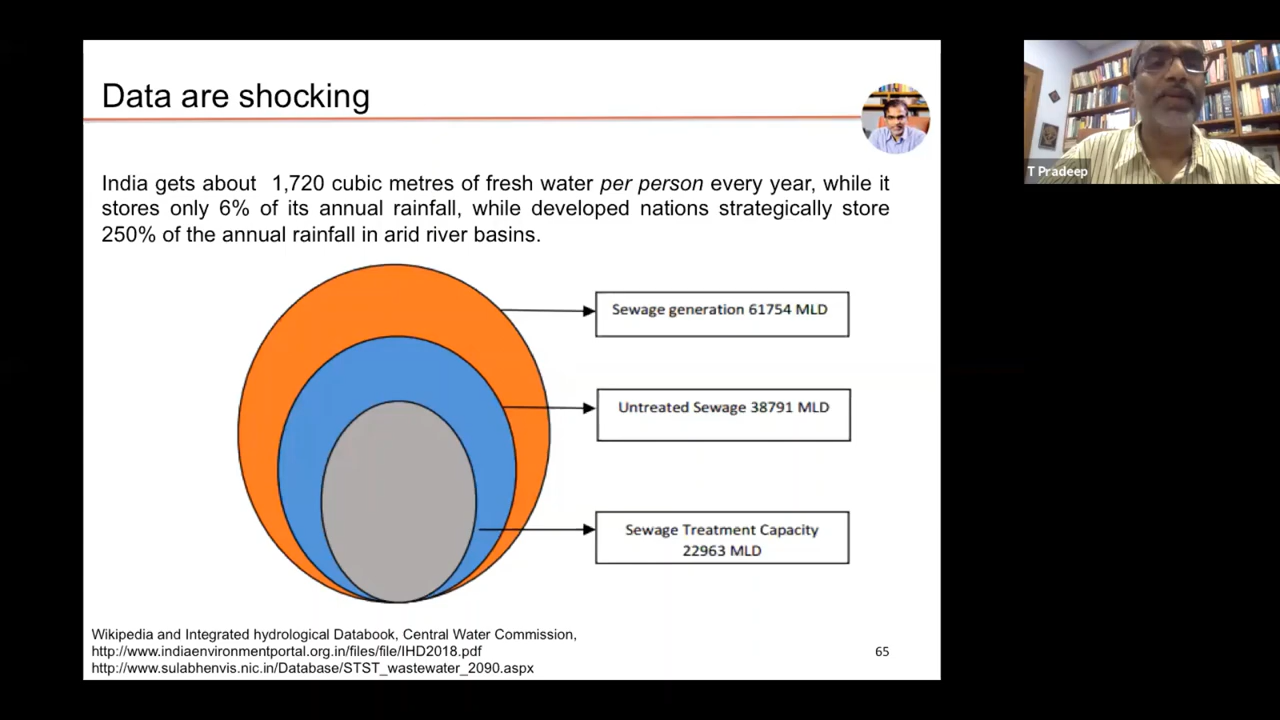 Data are shocking
India gets about 1,720 cubic metres of fresh water per person every year, while it
stores only 6% of its annual rainfall, while developed nations strategically store
250% of the annual rainfall in arid river basins.
Sewage generation 61754 MLD
Untreated Sewage 38791 MLD
Sewage Treatment Capacity
22963 MLD
Wikipedia and Integrated hydrological Databook, Central Water Commission,
http://www.indiaenvironmentportal.org.in/files/file/IHD2018.pdf
http://www.sulabhenvis.nic.in/Database/STST_wastewater_2090.aspx
65
T Pradeep